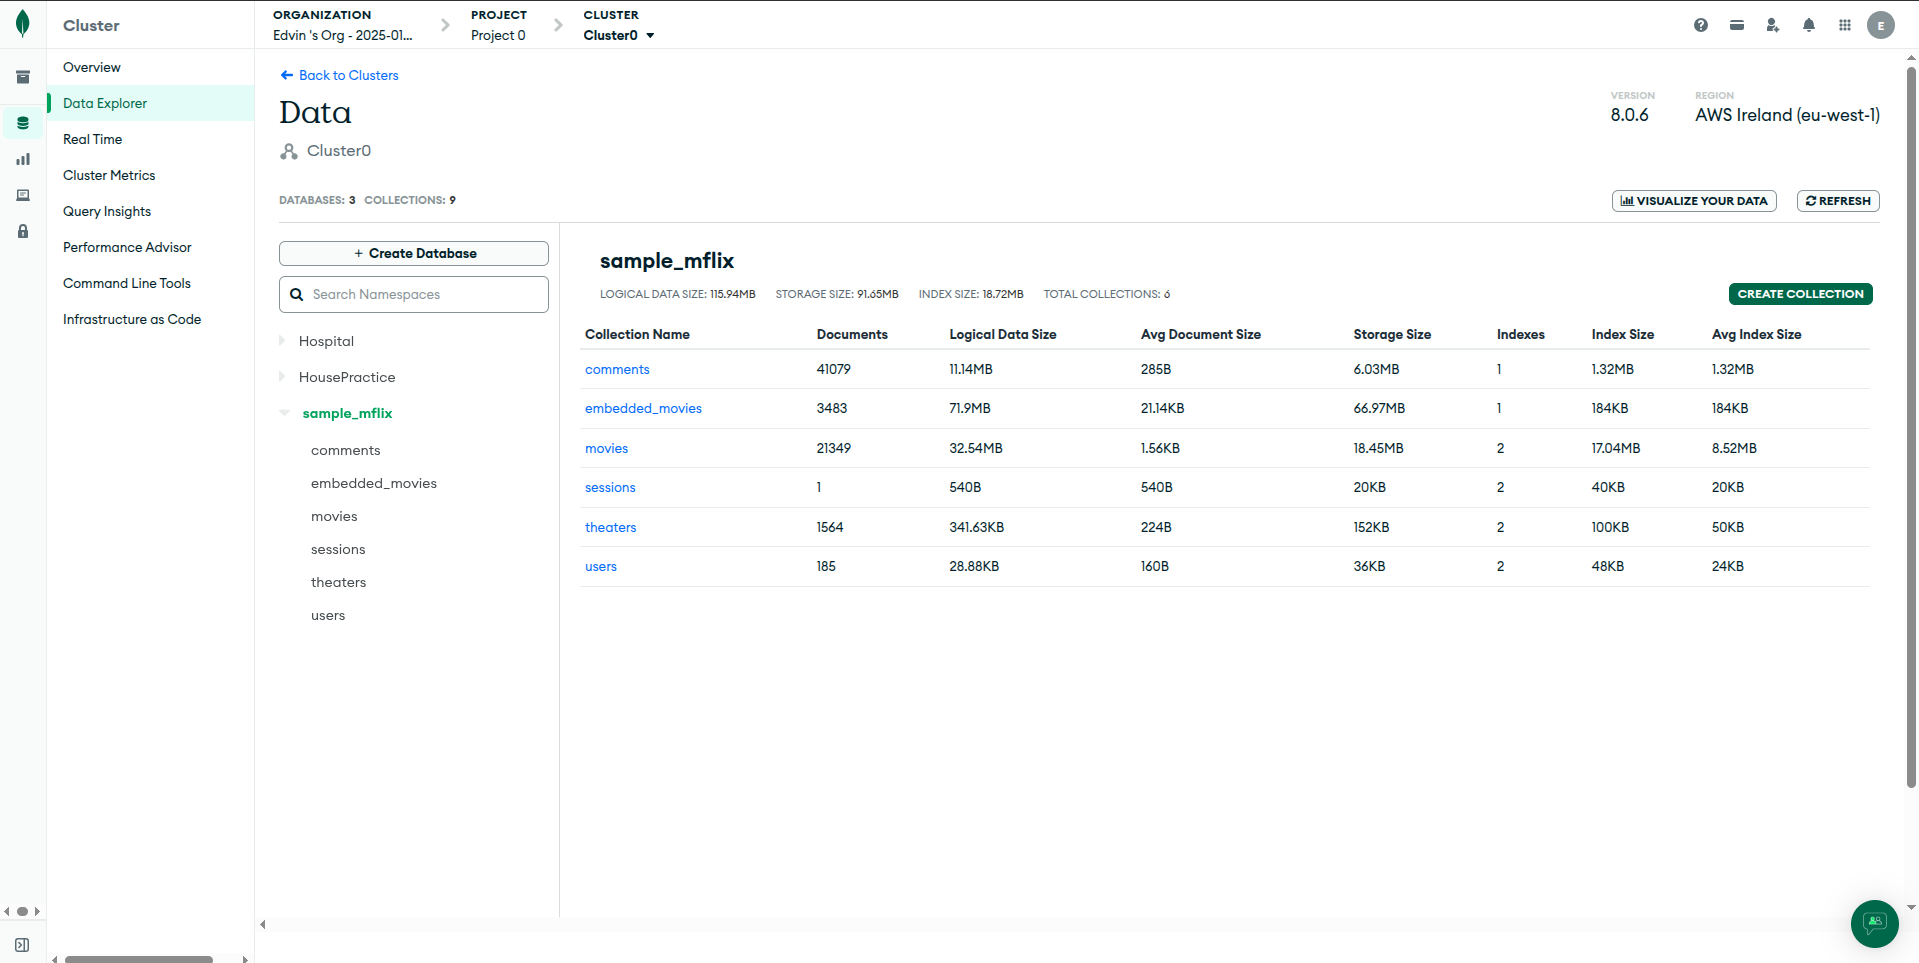 Cluster
ORGANIZATION
Edvin 's Org - 2025-01...
PROJECT
Project 0
CLUSTER
Cluster0
E
Overview
Data Explorer
Real Time
Cluster Metrics
Query Insights
Performance Advisor
Command Line Tools
Infrastructure as Code
Back to Clusters
Data
Cluster0
VERSION
8.0.6
REGION
AWS Ireland (eu-west-1)
DATABASES: 3 COLLECTIONS: 9
VISUALIZE YOUR DATA
REFRESH
+ Create Database
Search Namespaces
Hospital
HousePractice
sample_mflix
comments
embedded_movies
movies
sessions
theaters
users
sample_mflix
LOGICAL DATA SIZE: 115.94MB STORAGE SIZE: 91.65MB INDEX SIZE: 18.72MB TOTAL COLLECTIONS: 6
CREATE COLLECTION
Collection Name Documents Logical Data Size Avg Document Size Storage Size Indexes Index Size Avg Index Size
comments 41079 11.14MB 285B 6.03MB 1 1.32MB 1.32MB
embedded_movies 3483 71.9MB 21.14KB 66.97MB 1 184KB 184KB
movies 21349 32.54MB 1.56KB 18.45MB 2 17.04MB 8.52MB
sessions 1 540B 540B 20KB 2 40KB 20KB
theaters 1564 341.63KB 224B 152KB 2 100KB 50KB
users 185 28.88KB 160B 36KB 2 48KB 24KB